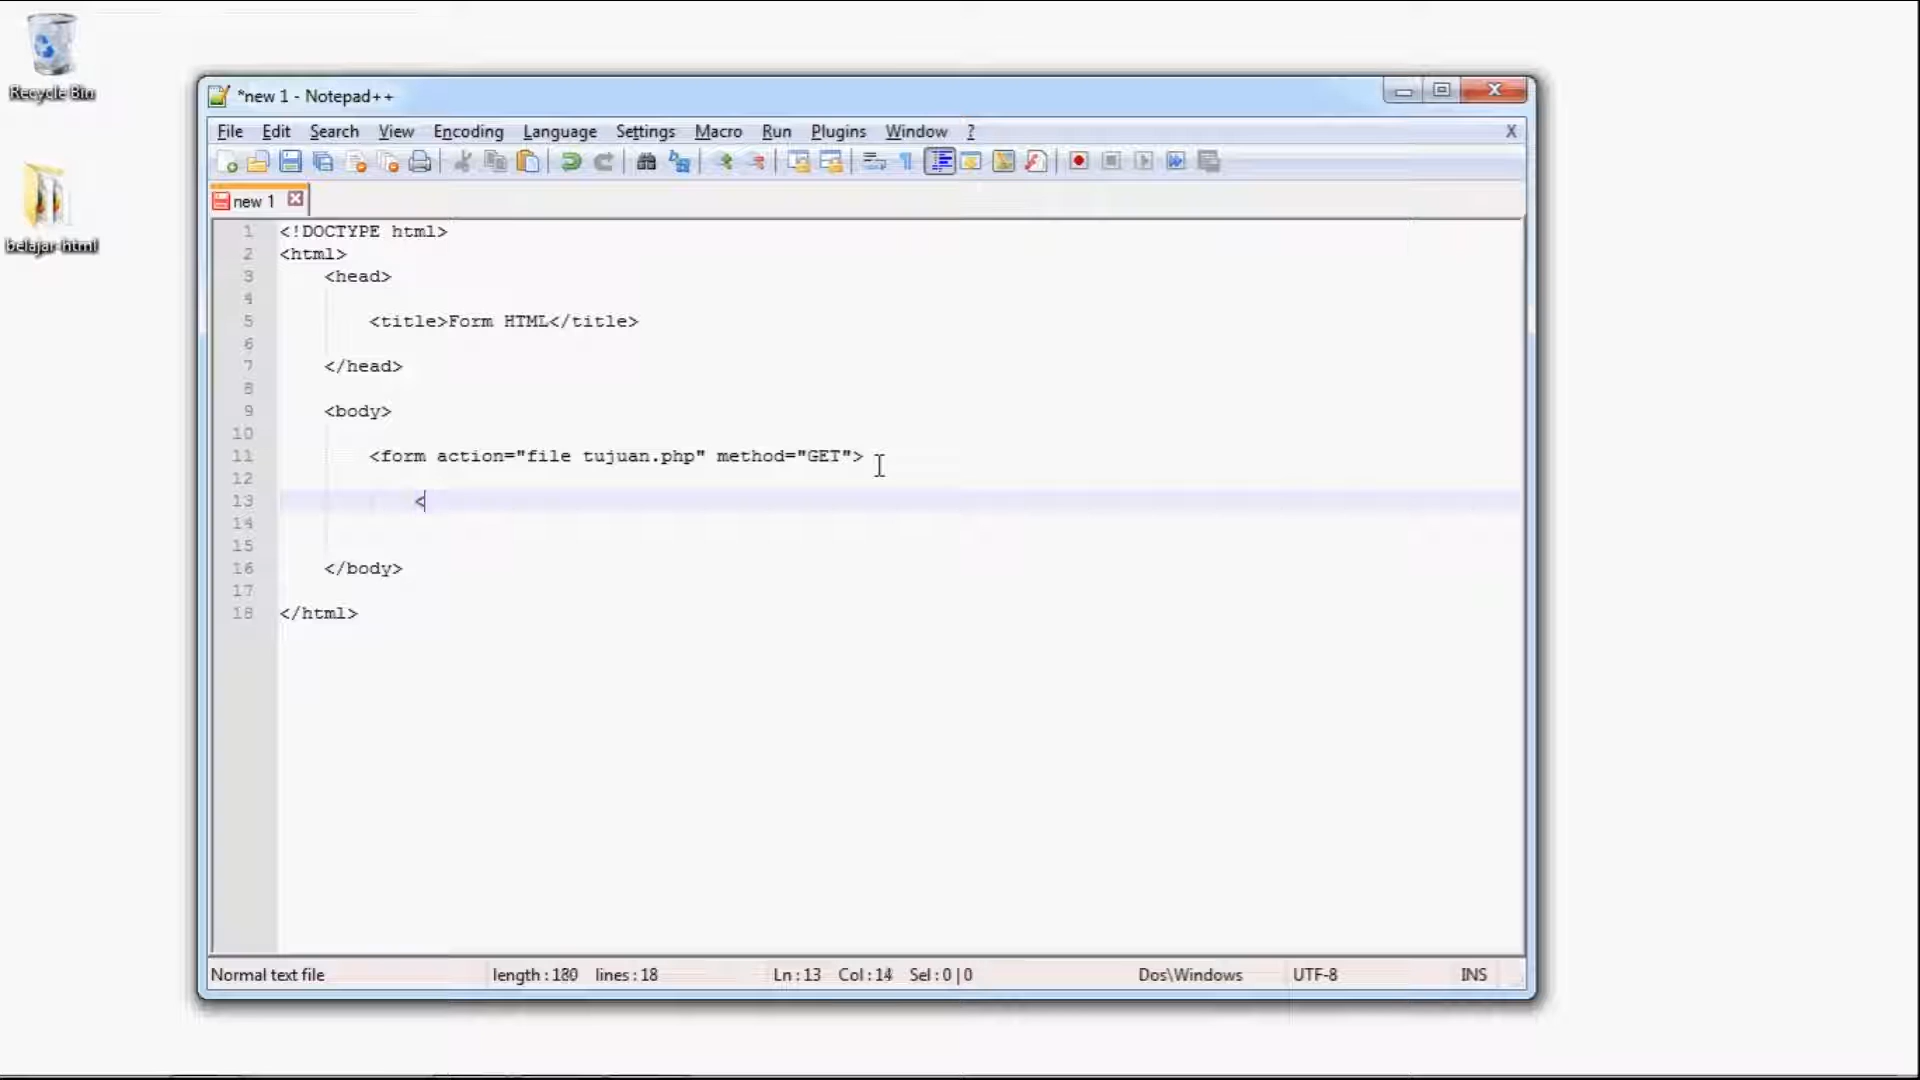 Recycle Bin
belajar-html
*new 1 - Notepad++
File Edit Search View Encoding Language Settings Macro Run Plugins Window ? X
new 1
1 <!DOCTYPE html>
2 <html>
3 <head>
4
5 <title>Form HTML</title>
6
7 </head>
8
9 <body>
10
11 <form action="file tujuan.php" method="GET">
12
13 <
14
15
16 </body>
17
18 </html>
Normal text file length : 180 lines : 18 Ln : 13 Col : 14 Sel : 0 | 0 Dos\Windows UTF-8 INS